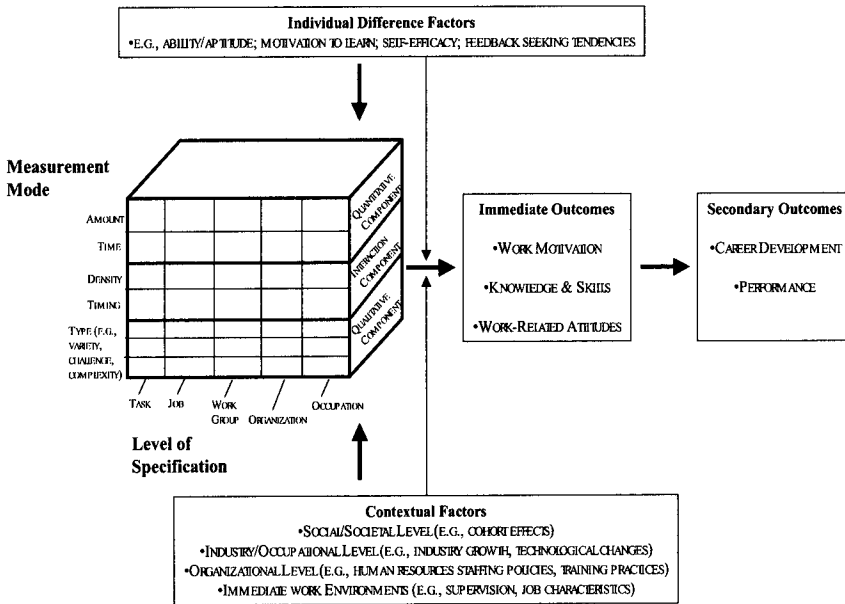 Individual Difference Factors
•E.G., ABILITY/APTITUDE; MOTIVATION TO LEARN; SELF-EFFICACY; FEEDBACK SEEKING TENDENCIES
Measurement
Mode
AMOUNT
TIME
DENSITY
TIMING
TYPE (E.G.,
VARIETY,
CHALLENGE,
COMPLEXITY)
QUANTITATIVE
COMPONENT
INTERACTION
COMPONENT
QUALITATIVE
COMPONENT
TASK
JOB
WORK
GROUP
ORGANIZATION
OCCUPATION
Level of
Specification
Immediate Outcomes
•WORK MOTIVATION
•KNOWLEDGE & SKILLS
•WORK-RELATED ATTITUDES
Secondary Outcomes
•CAREER DEVELOPMENT
•PERFORMANCE
Contextual Factors
•SOCIAL/SOCIETAL LEVEL (E.G., COHORT EFFECTS)
•INDUSTRY/OCCUPATIONAL LEVEL (E.G., INDUSTRY GROWTH, TECHNOLOGICAL CHANGES)
•ORGANIZATIONAL LEVEL (E.G., HUMAN RESOURCES STAFFING POLICIES, TRAINING PRACTICES)
•IMMEDIATE WORK ENVIRONMENTS (E.G., SUPERVISION, JOB CHARACTERISTICS)